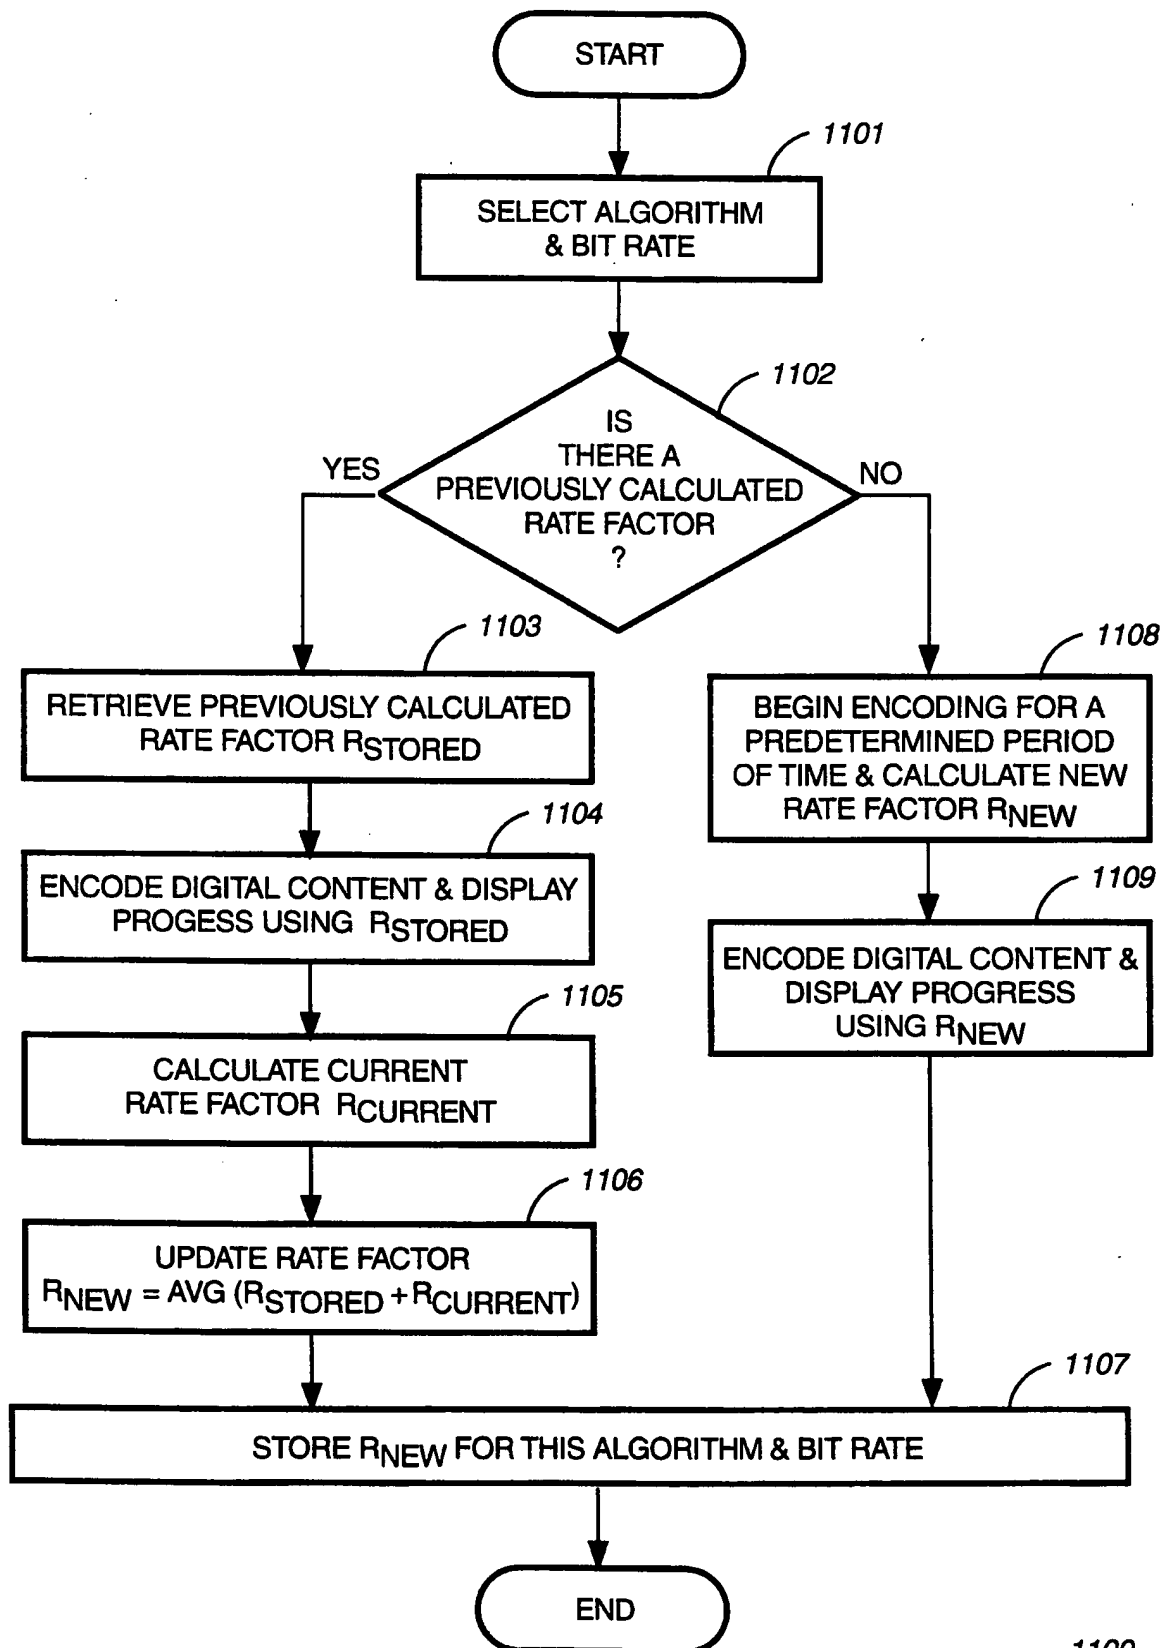 START
1101
SELECT ALGORITHM
& BIT RATE
1102
IS
THERE A
PREVIOUSLY CALCULATED
RATE FACTOR
?
YES
NO
1103
RETRIEVE PREVIOUSLY CALCULATED
RATE FACTOR RSTORED
1104
ENCODE DIGITAL CONTENT & DISPLAY
PROGESS USING RSTORED
1105
CALCULATE CURRENT
RATE FACTOR RCURRENT
1106
UPDATE RATE FACTOR
RNEW = AVG (RSTORED + RCURRENT)
1108
BEGIN ENCODING FOR A
PREDETERMINED PERIOD
OF TIME & CALCULATE NEW
RATE FACTOR RNEW
1109
ENCODE DIGITAL CONTENT &
DISPLAY PROGRESS
USING RNEW
1107
STORE RNEW FOR THIS ALGORITHM & BIT RATE
END